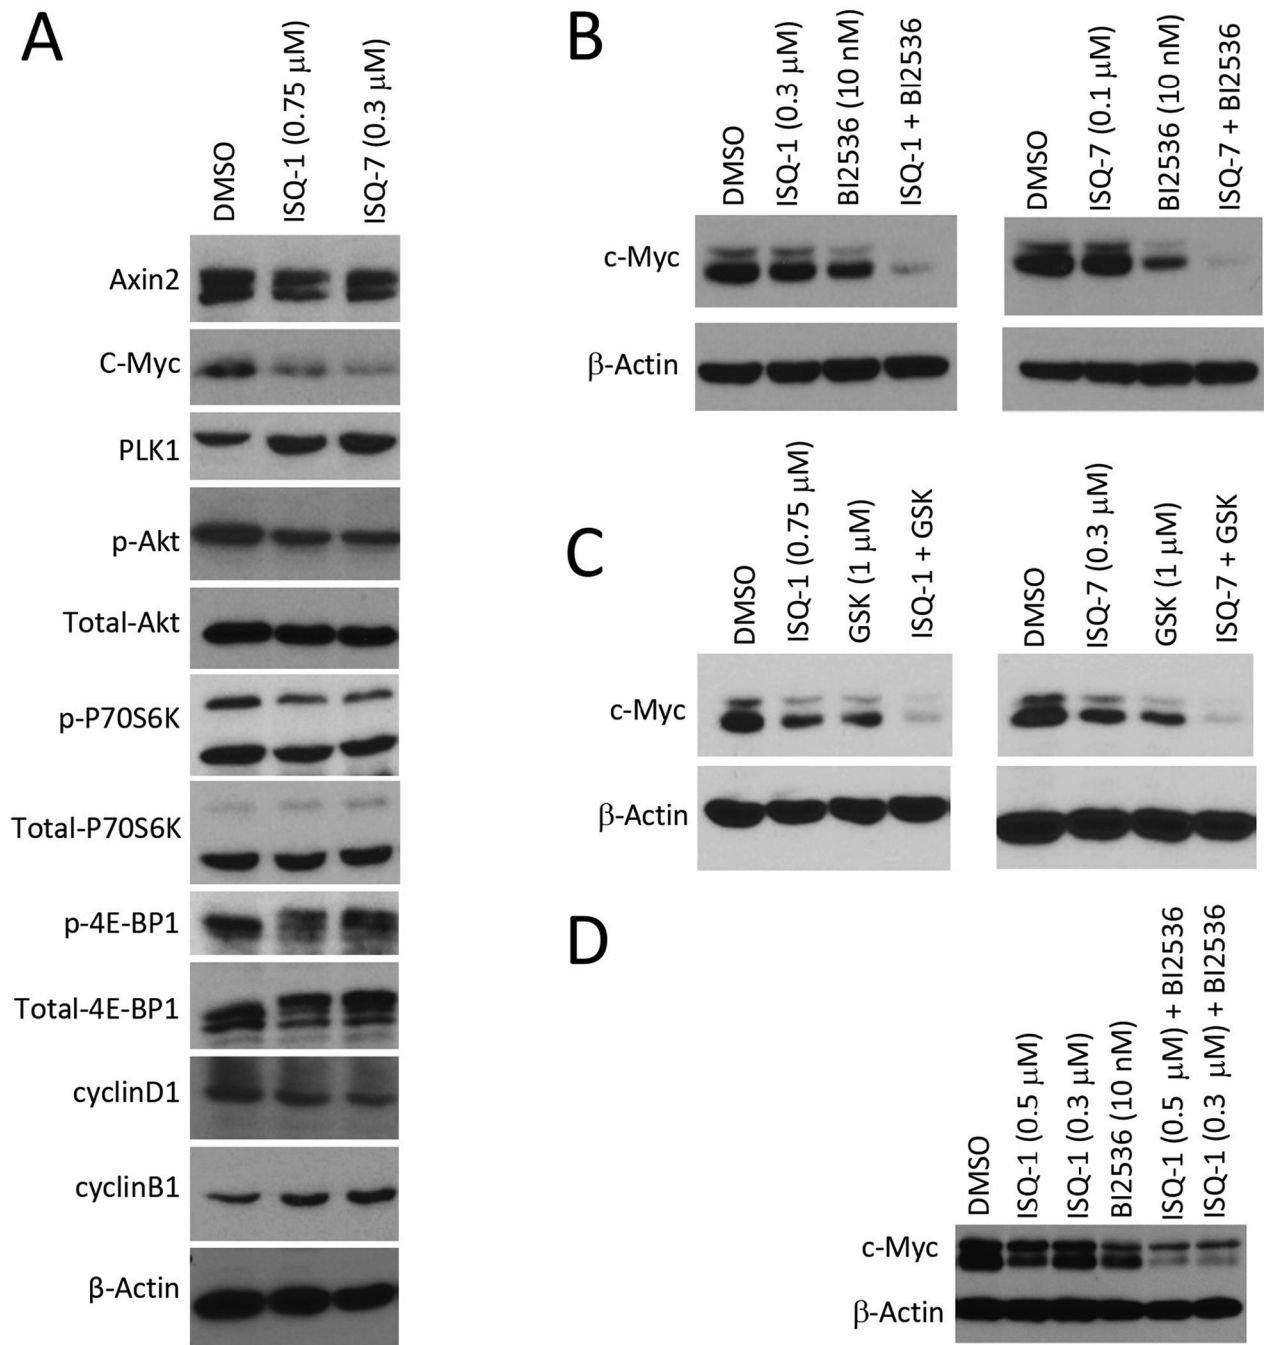 A
DMSO
ISQ-1 (0.75 μM)
ISQ-7 (0.3 μM)
Axin2
C-Myc
PLK1
p-Akt
Total-Akt
p-P70S6K
Total-P70S6K
p-4E-BP1
Total-4E-BP1
cyclinD1
cyclinB1
β-Actin
B
DMSO
ISQ-1 (0.3 μM)
BI2536 (10 nM)
ISQ-1 + BI2536
DMSO
ISQ-7 (0.1 μM)
BI2536 (10 nM)
ISQ-7 + BI2536
c-Myc
β-Actin
C
DMSO
ISQ-1 (0.75 μM)
GSK (1 μM)
ISQ-1 + GSK
DMSO
ISQ-7 (0.3 μM)
GSK (1 μM)
ISQ-7 + GSK
c-Myc
β-Actin
D
DMSO
ISQ-1 (0.5 μM)
ISQ-1 (0.3 μM)
BI2536 (10 nM)
ISQ-1 (0.5 μM) + BI2536
ISQ-1 (0.3 μM) + BI2536
c-Myc
β-Actin